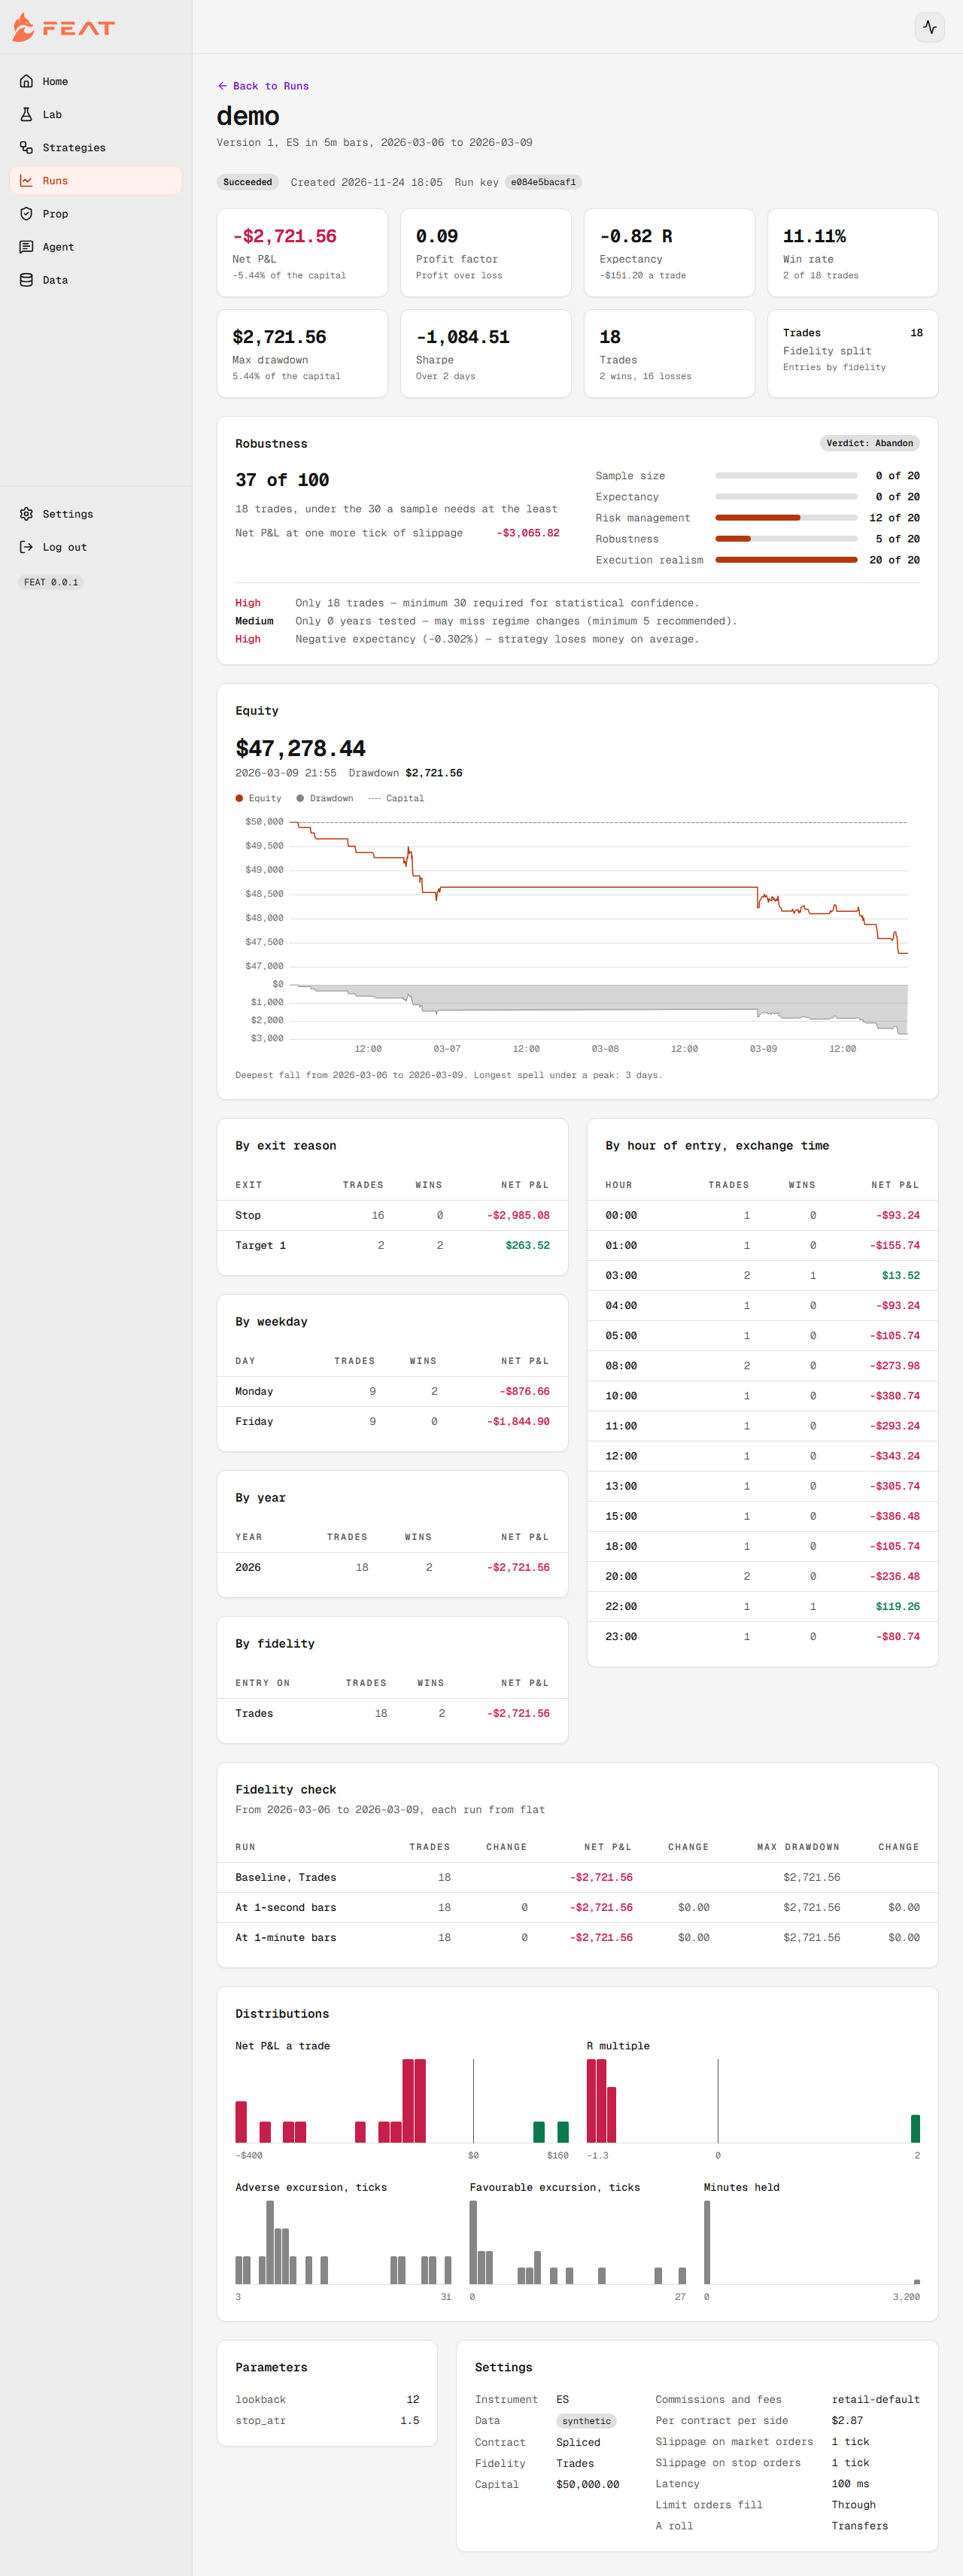 FEAT
Home
Lab
Strategies
Runs
Prop
Agent
Data
Settings
Log out
FEAT 0.0.1
← Back to Runs
demo
Version 1, ES in 5m bars, 2026-03-06 to 2026-03-09
Succeeded Created 2026-11-24 18:05 Run key e084e5bacaf1
-$2,721.56
Net P&L
-5.44% of the capital
0.09
Profit factor
Profit over loss
-0.82 R
Expectancy
-$151.20 a trade
11.11%
Win rate
2 of 18 trades
$2,721.56
Max drawdown
5.44% of the capital
-1,084.51
Sharpe
Over 2 days
18
Trades
2 wins, 16 losses
Trades 18
Fidelity split
Entries by fidelity
Robustness
Verdict: Abandon
37 of 100
18 trades, under the 30 a sample needs at the least
Net P&L at one more tick of slippage -$3,065.82
Sample size 0 of 20
Expectancy 0 of 20
Risk management 12 of 20
Robustness 5 of 20
Execution realism 20 of 20
High Only 18 trades — minimum 30 required for statistical confidence.
Medium Only 0 years tested — may miss regime changes (minimum 5 recommended).
High Negative expectancy (-0.302%) — strategy loses money on average.
Equity
$47,278.44
2026-03-09 21:55 Drawdown $2,721.56
Equity Drawdown Capital
$50,000
$49,500
$49,000
$48,500
$48,000
$47,500
$47,000
$0
$1,000
$2,000
$3,000
12:00 03-07 12:00 03-08 12:00 03-09 12:00
Deepest fall from 2026-03-06 to 2026-03-09. Longest spell under a peak: 3 days.
By exit reason
EXIT TRADES WINS NET P&L
Stop 16 0 -$2,985.08
Target 1 2 2 $263.52
By weekday
DAY TRADES WINS NET P&L
Monday 9 2 -$876.66
Friday 9 0 -$1,844.90
By year
YEAR TRADES WINS NET P&L
2026 18 2 -$2,721.56
By fidelity
ENTRY ON TRADES WINS NET P&L
Trades 18 2 -$2,721.56
By hour of entry, exchange time
HOUR TRADES WINS NET P&L
00:00 1 0 -$93.24
01:00 1 0 -$155.74
03:00 2 1 $13.52
04:00 1 0 -$93.24
05:00 1 0 -$105.74
08:00 2 0 -$273.98
10:00 1 0 -$380.74
11:00 1 0 -$293.24
12:00 1 0 -$343.24
13:00 1 0 -$305.74
15:00 1 0 -$386.48
18:00 1 0 -$105.74
20:00 2 0 -$236.48
22:00 1 1 $119.26
23:00 1 0 -$80.74
Fidelity check
From 2026-03-06 to 2026-03-09, each run from flat
RUN TRADES CHANGE NET P&L CHANGE MAX DRAWDOWN CHANGE
Baseline, Trades 18 -$2,721.56 $2,721.56
At 1-second bars 18 0 -$2,721.56 $0.00 $2,721.56 $0.00
At 1-minute bars 18 0 -$2,721.56 $0.00 $2,721.56 $0.00
Distributions
Net P&L a trade
-$400 $0 $160
R multiple
-1.3 0 2
Adverse excursion, ticks
3 31
Favourable excursion, ticks
0 27
Minutes held
0 3,200
Parameters
lookback 12
stop_atr 1.5
Settings
Instrument ES
Data synthetic
Contract Spliced
Fidelity Trades
Capital $50,000.00
Commissions and fees retail-default
Per contract per side $2.87
Slippage on market orders 1 tick
Slippage on stop orders 1 tick
Latency 100 ms
Limit orders fill Through
A roll Transfers